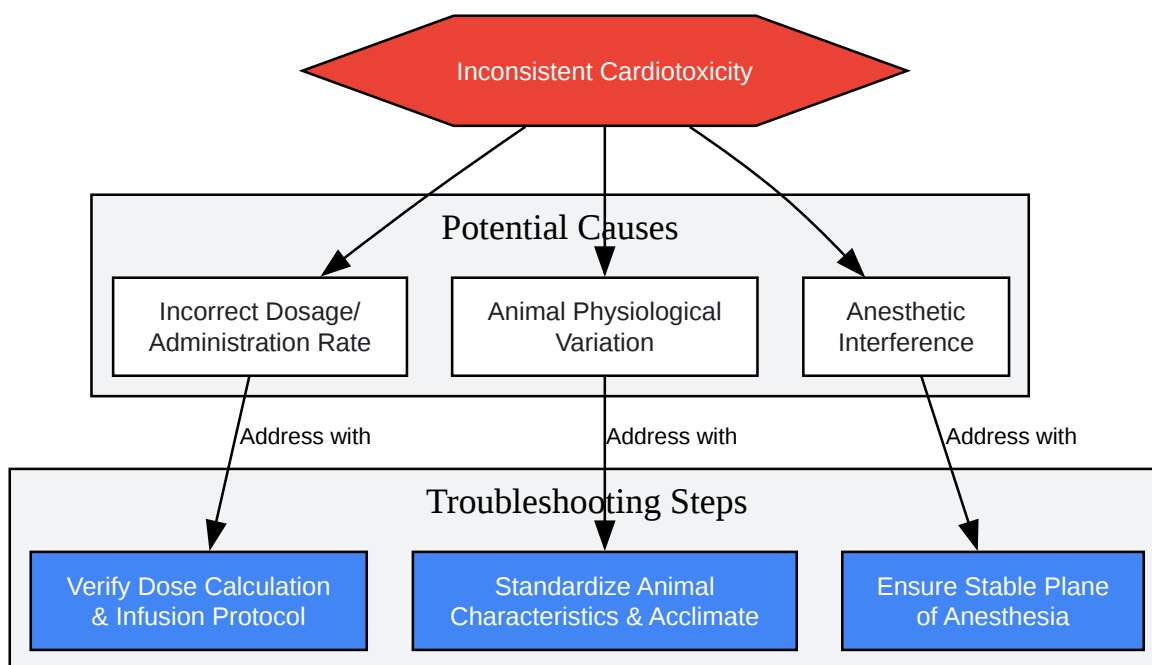 Inconsistent Cardiotoxicity
Potential Causes
Incorrect Dosage/
Administration Rate
Animal Physiological
Variation
Anesthetic
Interference
Address with
Address with
Address with
Troubleshooting Steps
Verify Dose Calculation
& Infusion Protocol
Standardize Animal
Characteristics & Acclimate
Ensure Stable Plane
of Anesthesia